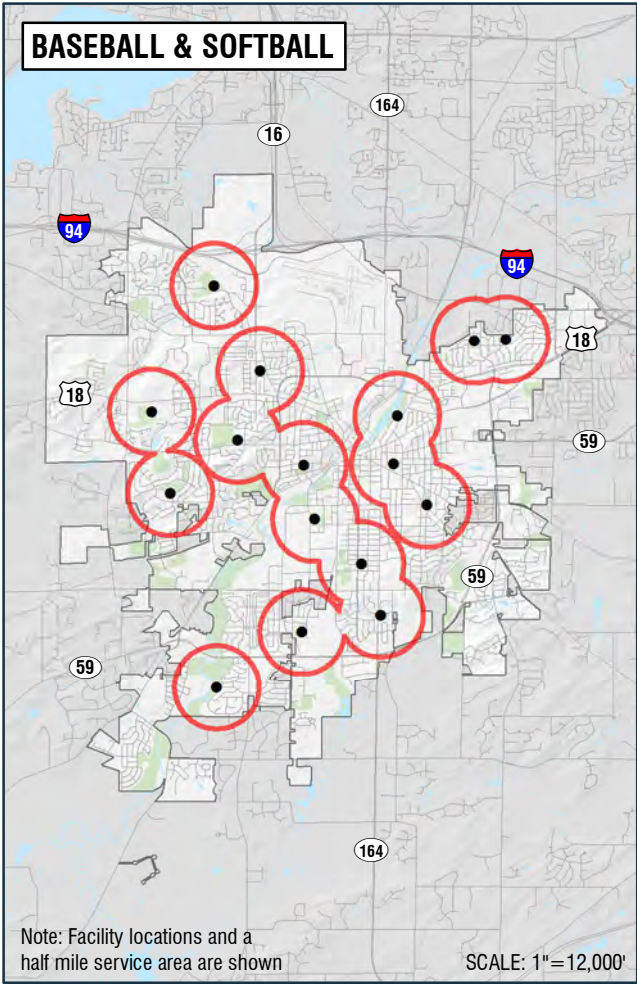 BASEBALL & SOFTBALL
164
16
94
94
18
18
59
59
59
164
Note: Facility locations and a
half mile service area are shown
SCALE: 1"=12,000'